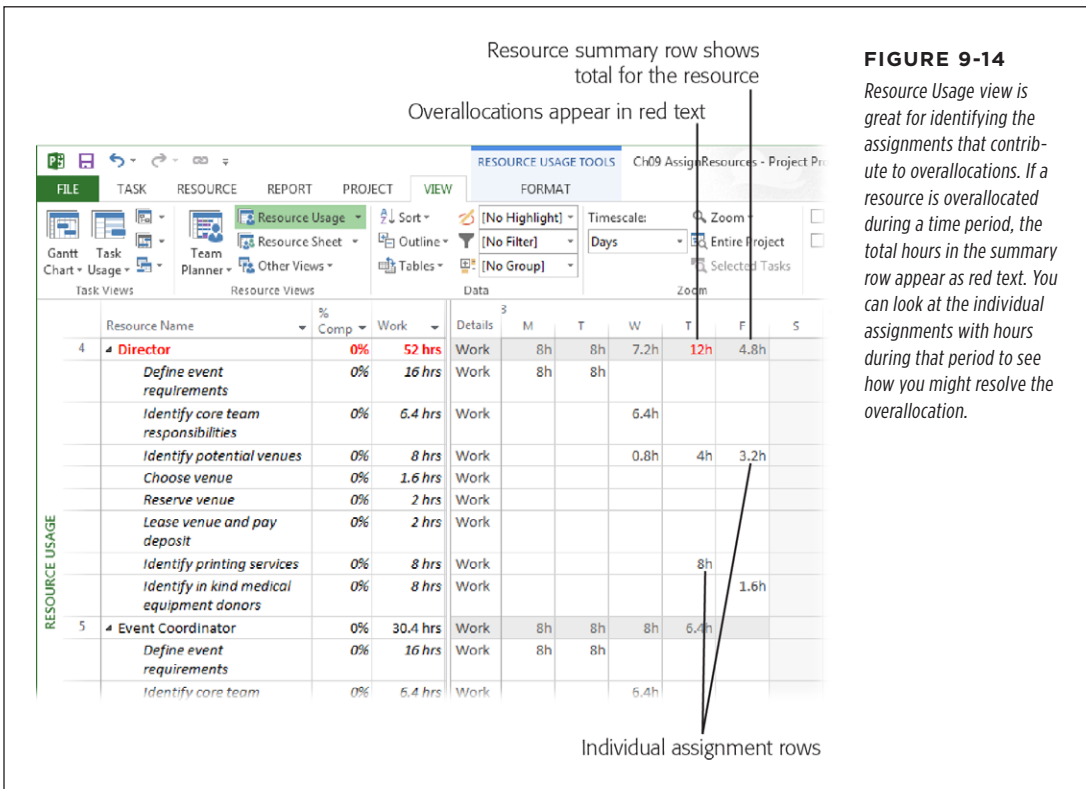 Resource summary row shows
total for the resource
Overallocations appear in red text
FIGURE 9-14
Resource Usage view is
great for identifying the
assignments that contrib-
ute to overallocations. If a
resource is overallocated
during a time period, the
total hours in the summary
row appear as red text. You
can look at the individual
assignments with hours
during that period to see
how you might resolve the
overallocation.
RESOURCE USAGE TOOLS Ch09 AssignResources - Project Pro
FILE TASK RESOURCE REPORT PROJECT VIEW FORMAT
Gantt Chart
Task Usage
Task Views
Team Planner
Resource Usage
Resource Sheet
Other Views
Resource Views
Sort
Outline
Tables
[No Highlight]
[No Filter]
[No Group]
Data
Timescale:
Days
Zoom
Entire Project
Selected Tasks
Zoom
3
Resource Name % Comp Work Details M T W T F S
4 Director 0% 52 hrs Work 8h 8h 7.2h 12h 4.8h
Define event 0% 16 hrs Work 8h 8h
requirements
Identify core team 0% 6.4 hrs Work 6.4h
responsibilities
Identify potential venues 0% 8 hrs Work 0.8h 4h 3.2h
Choose venue 0% 1.6 hrs Work
Reserve venue 0% 2 hrs Work
Lease venue and pay 0% 2 hrs Work
deposit
Identify printing services 0% 8 hrs Work 8h
Identify in kind medical 0% 8 hrs Work 1.6h
equipment donors
5 Event Coordinator 0% 30.4 hrs Work 8h 8h 8h 6.4h
Define event 0% 16 hrs Work 8h 8h
requirements
Identify core team 0% 6.4 hrs Work 6.4h
RESOURCE USAGE
Individual assignment rows